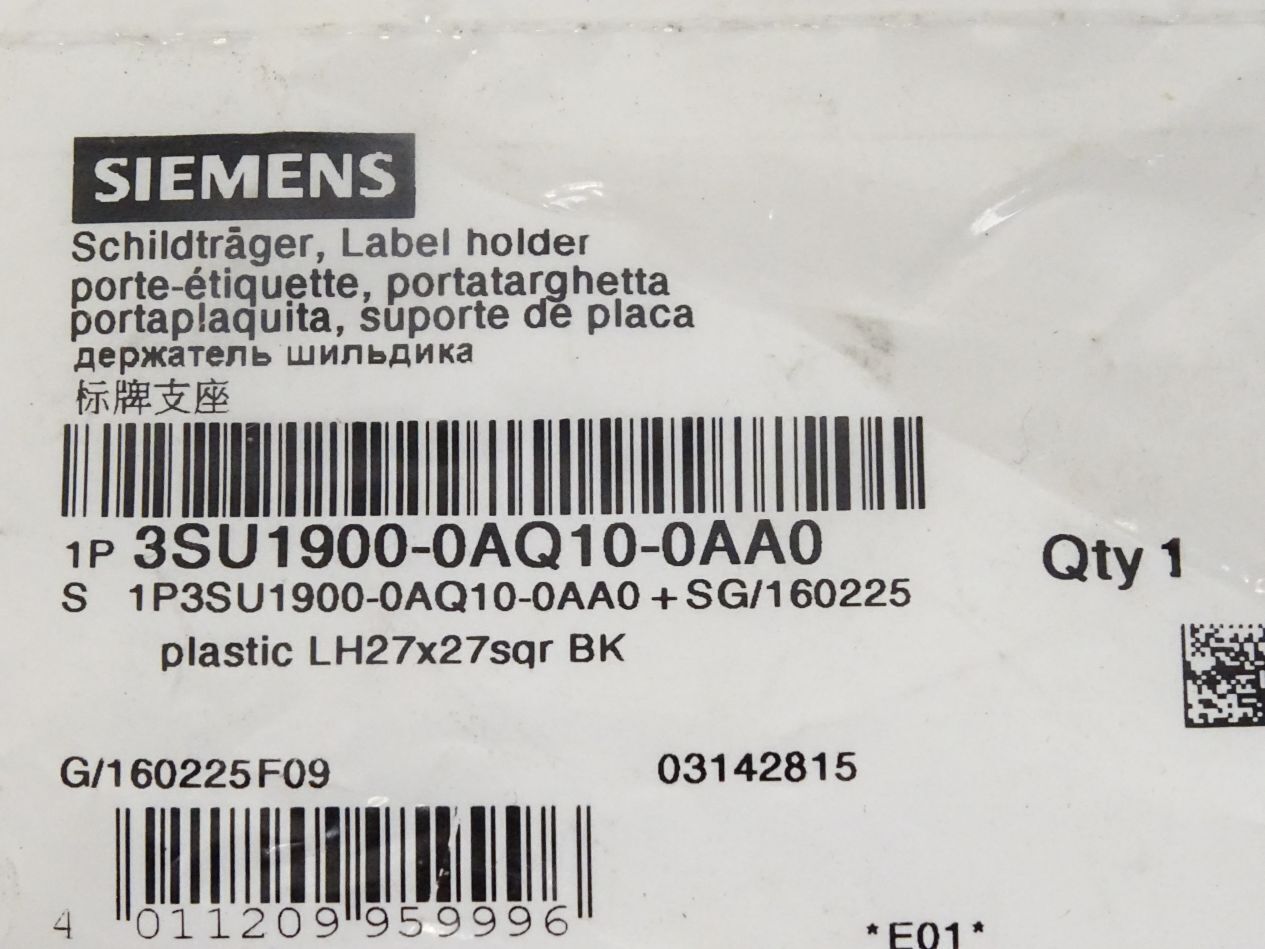 SIEMENS
Schildträger, Label holder
porte-étiquette, portatarghetta
portaplaquita, suporte de placa
держатель шильдика
标牌支座
1P 3SU1900-0AQ10-0AA0
Qty 1
S 1P3SU1900-0AQ10-0AA0 + SG/160225
plastic LH27x27sqr BK
G/160225F09 03142815
4 011209 959996
*E01*